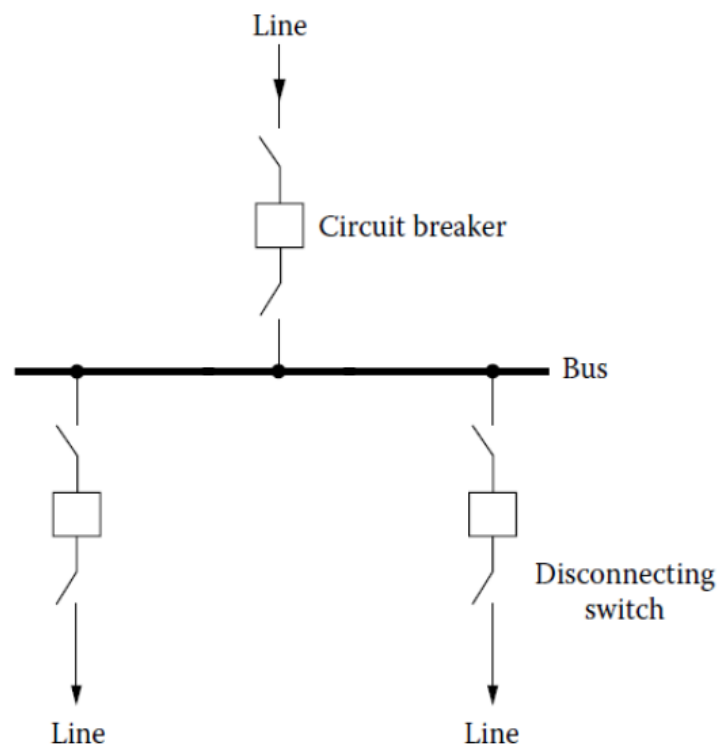 Line
Circuit breaker
Bus
Disconnecting
switch
Line
Line